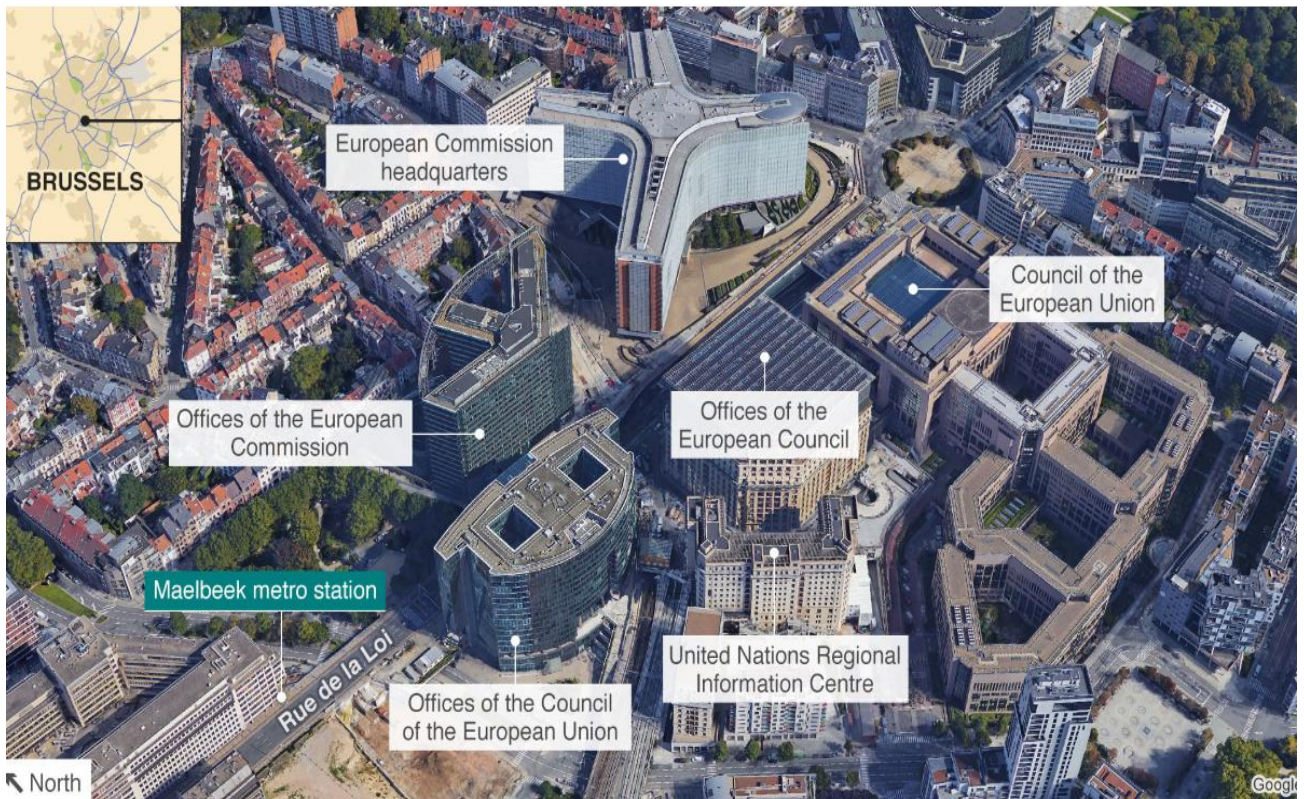 BRUSSELS
European Commission
headquarters
Council of the
European Union
Offices of the
European Council
Offices of the European
Commission
Maelbeek metro station
Rue de la Loi
United Nations Regional
Information Centre
Offices of the Council
of the European Union
North
Google